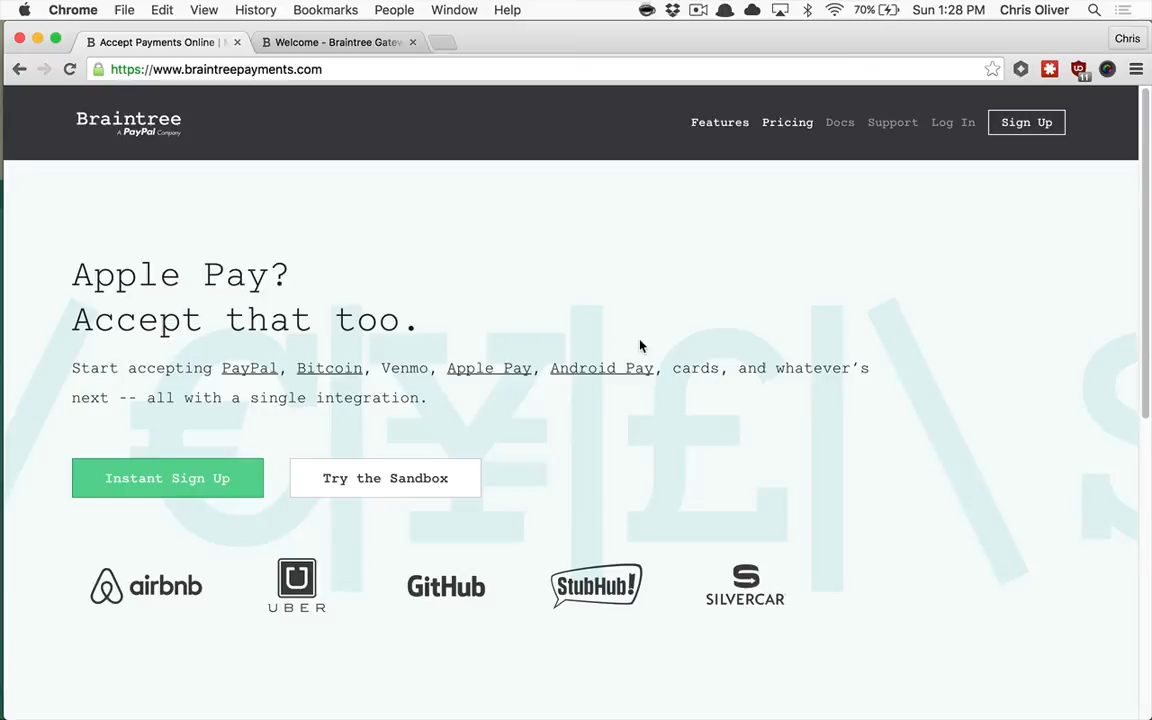 Chrome File Edit View History Bookmarks People Window Help 70% Sun 1:28 PM Chris Oliver
Accept Payments Online | Welcome - Braintree Gatew Chris
https://www.braintreepayments.com 11
Braintree
A PayPal Company
Features Pricing Docs Support Log In Sign Up
Apple Pay?
Accept that too.
Start accepting PayPal, Bitcoin, Venmo, Apple Pay, Android Pay, cards, and whatever's
next -- all with a single integration.
Instant Sign Up Try the Sandbox
airbnb UBER GitHub StubHub! SILVERCAR